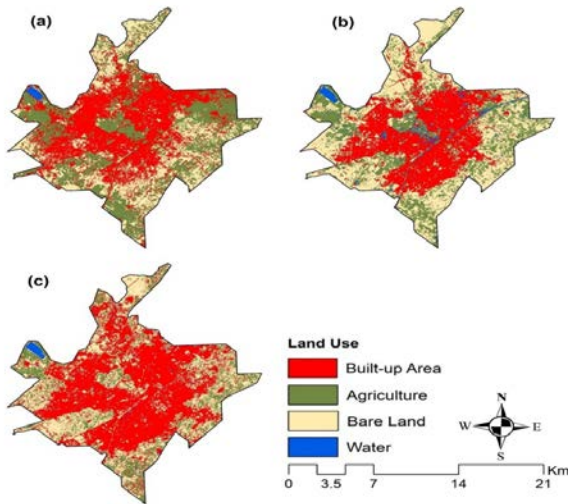 (a)
(b)
(c)
Land Use
Built-up Area
Agriculture
Bare Land
Water
N
W E
S
Km
0 3.5 7 14 21